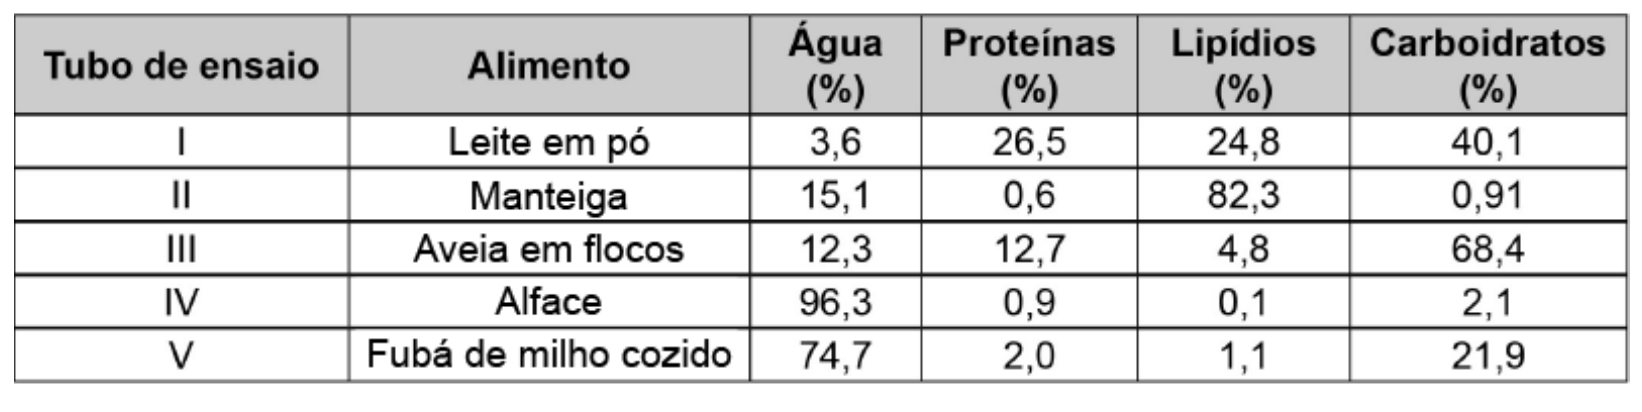 Tubo de ensaio Alimento Água (%) Proteínas (%) Lipídios (%) Carboidratos (%)
I Leite em pó 3,6 26,5 24,8 40,1
II Manteiga 15,1 0,6 82,3 0,91
III Aveia em flocos 12,3 12,7 4,8 68,4
IV Alface 96,3 0,9 0,1 2,1
V Fubá de milho cozido 74,7 2,0 1,1 21,9